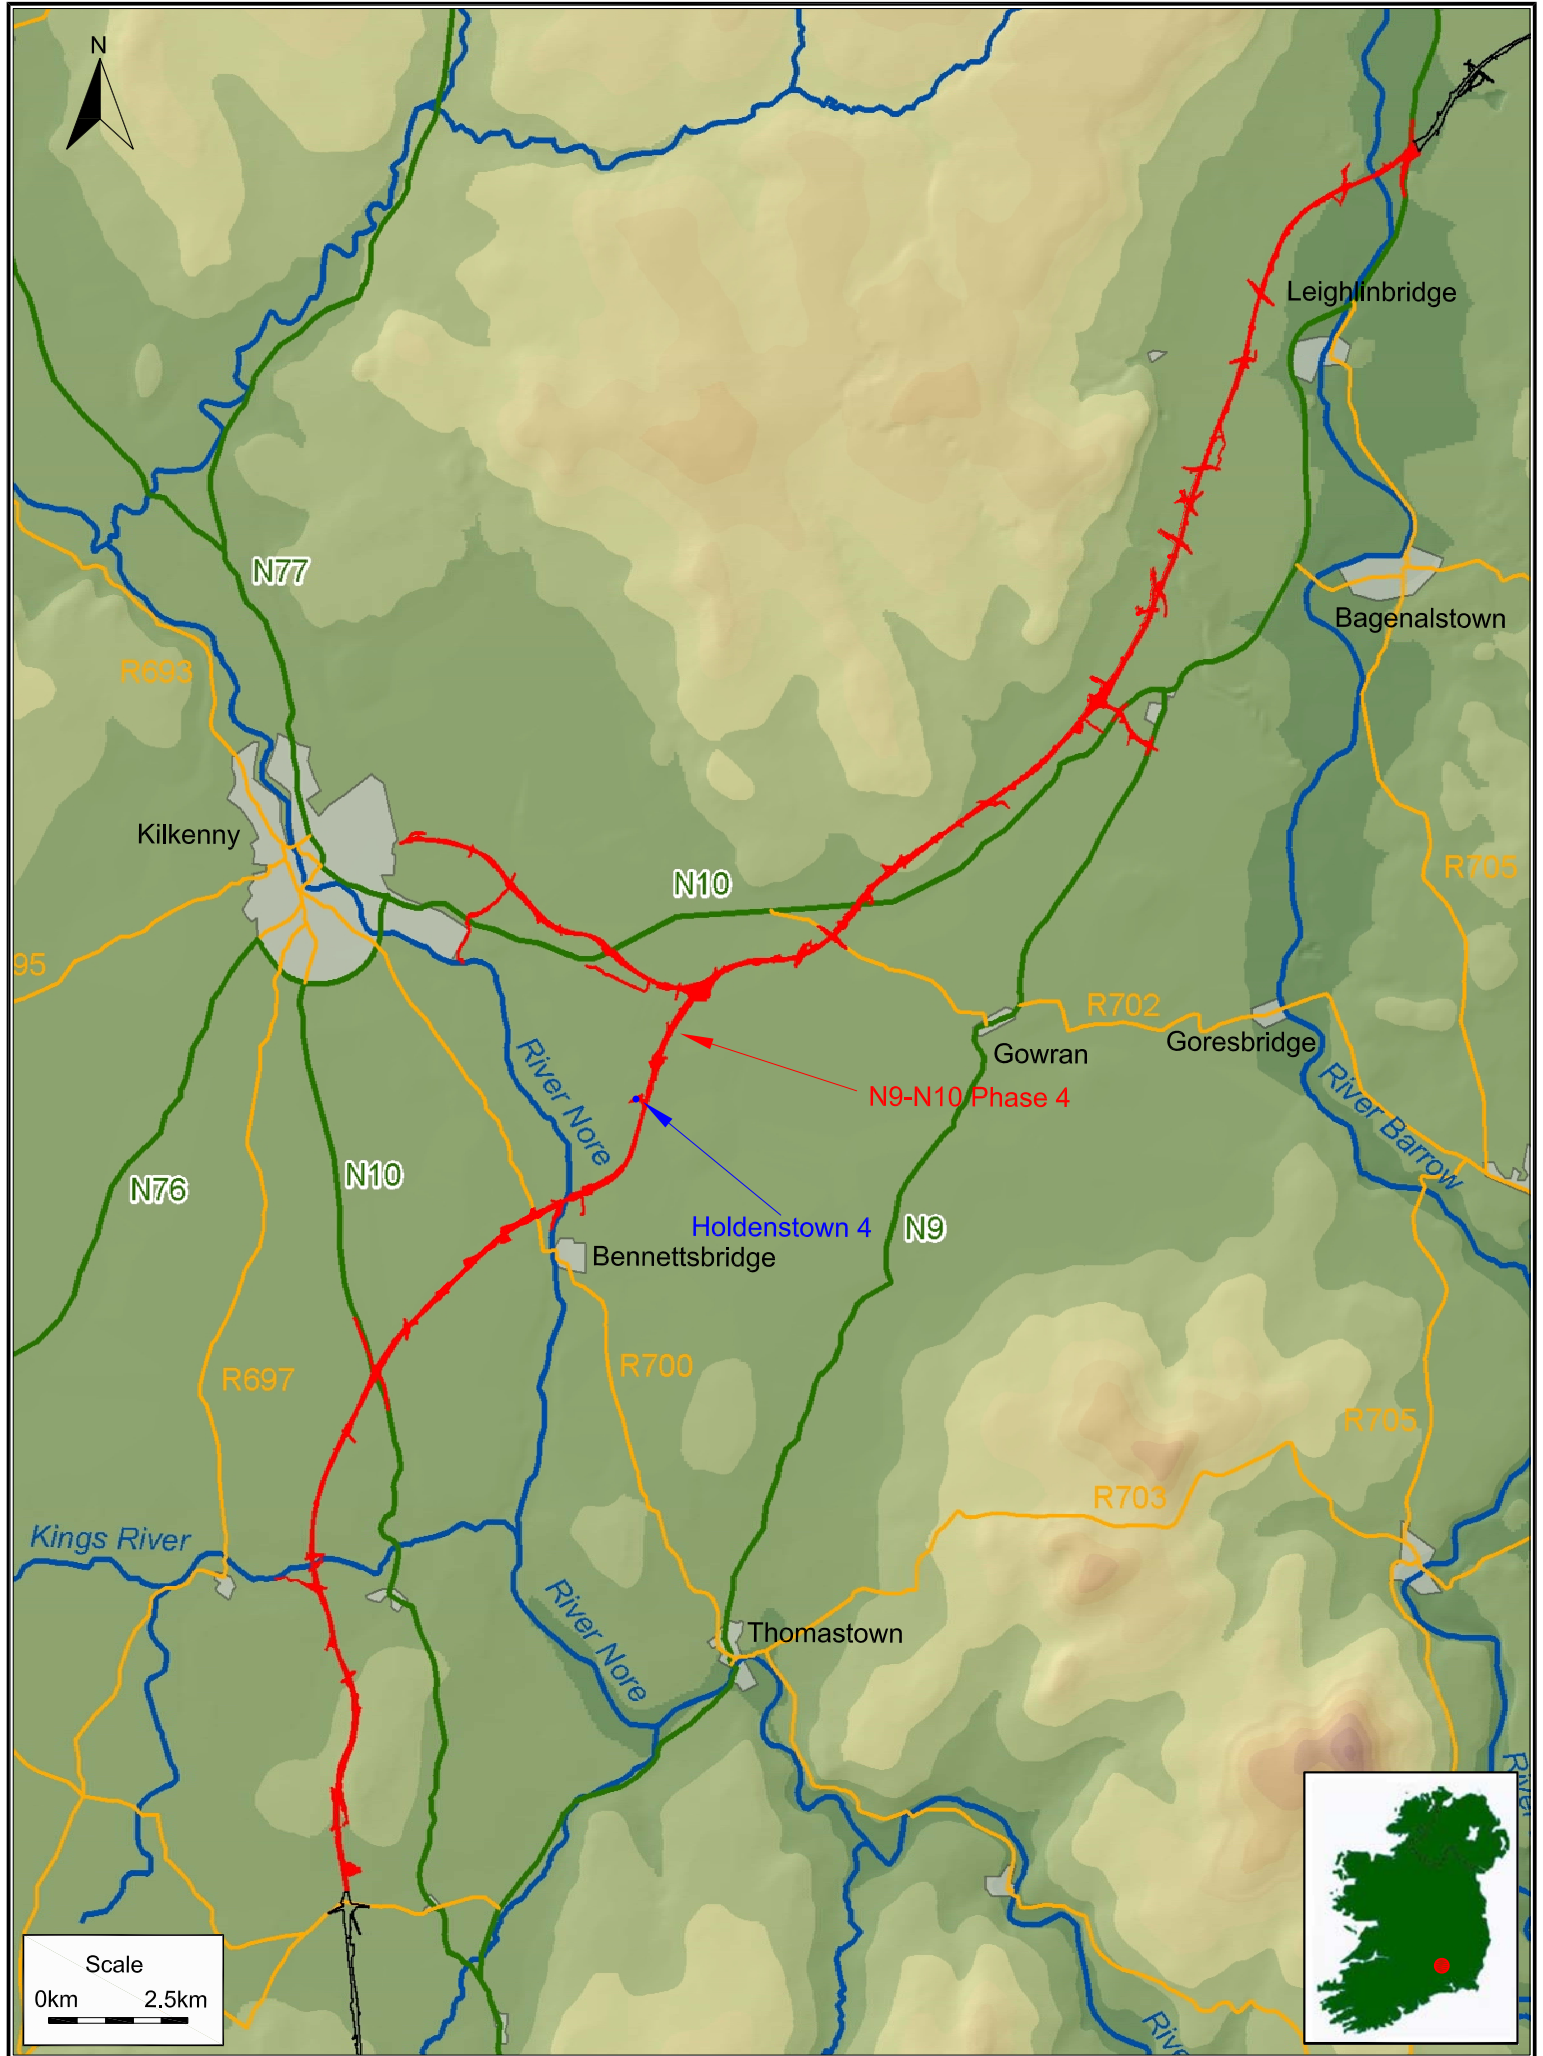 N
Leighlinbridge
N77
Bagenalstown
R693
Kilkenny
R705
N10
95
R702
Goresbridge
Gowran
River Nore
N9-N10 Phase 4
River Barrow
N76
N10
Holdenstown 4
N9
Bennettsbridge
R700
R697
R705
R703
Kings River
River Nore
Thomastown
River
Scale
0km 2.5km